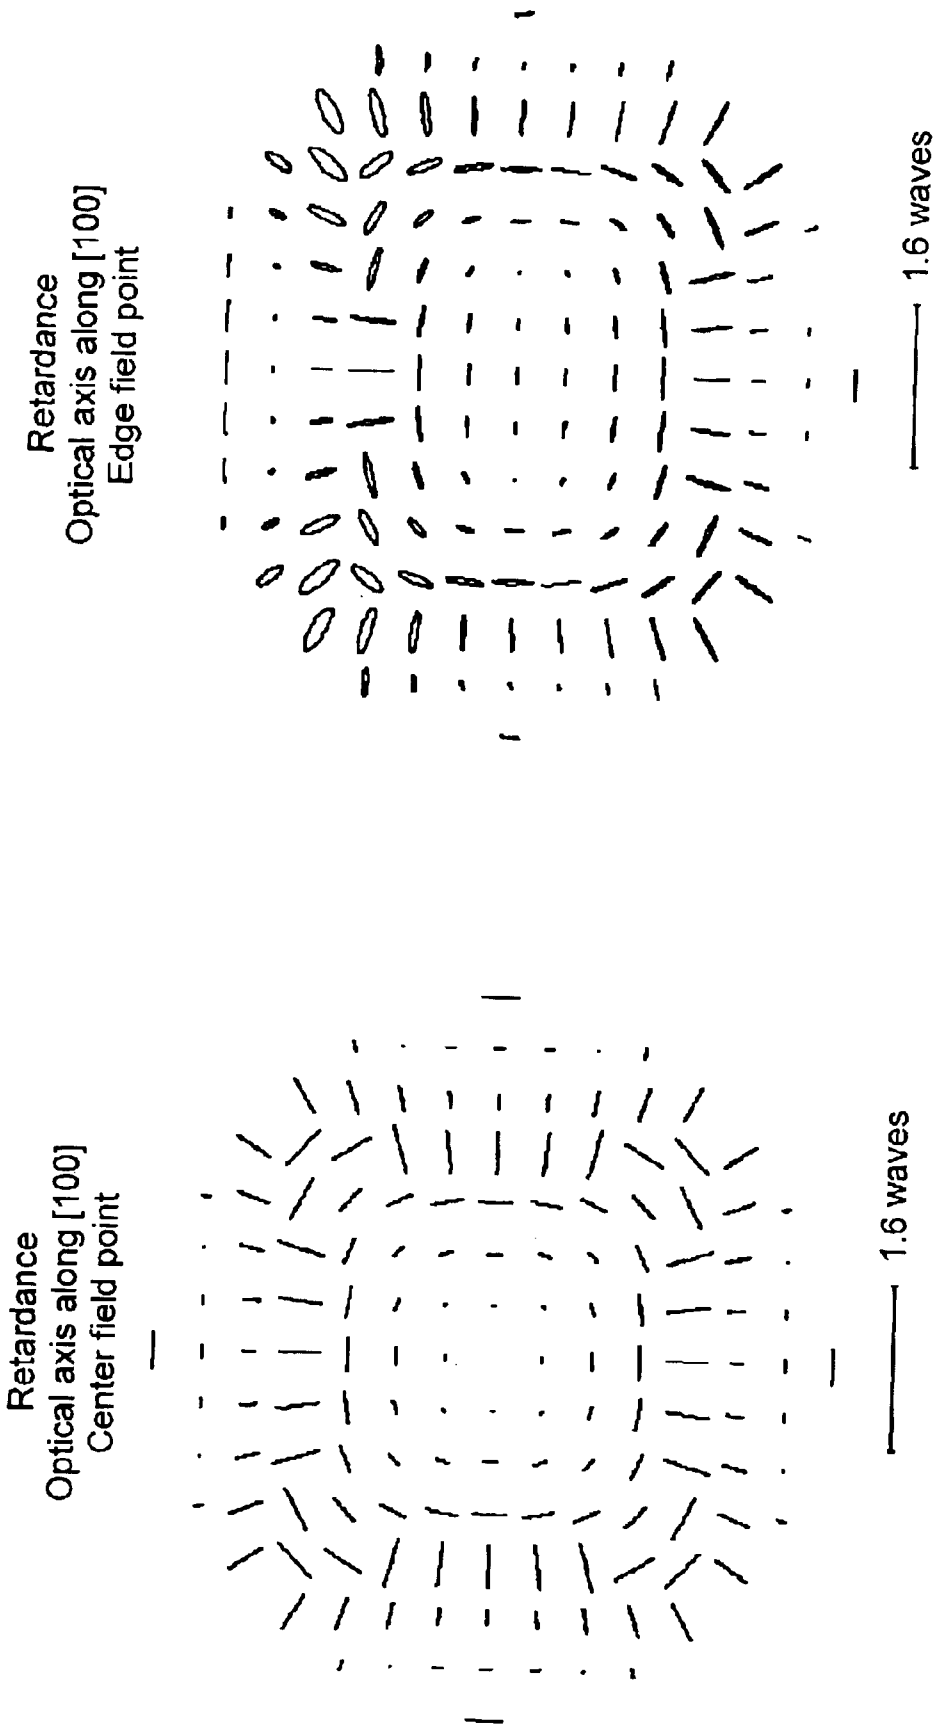 Retardance
Optical axis along [100]
Center field point
1.6 waves
Retardance
Optical axis along [100]
Edge field point
1.6 waves